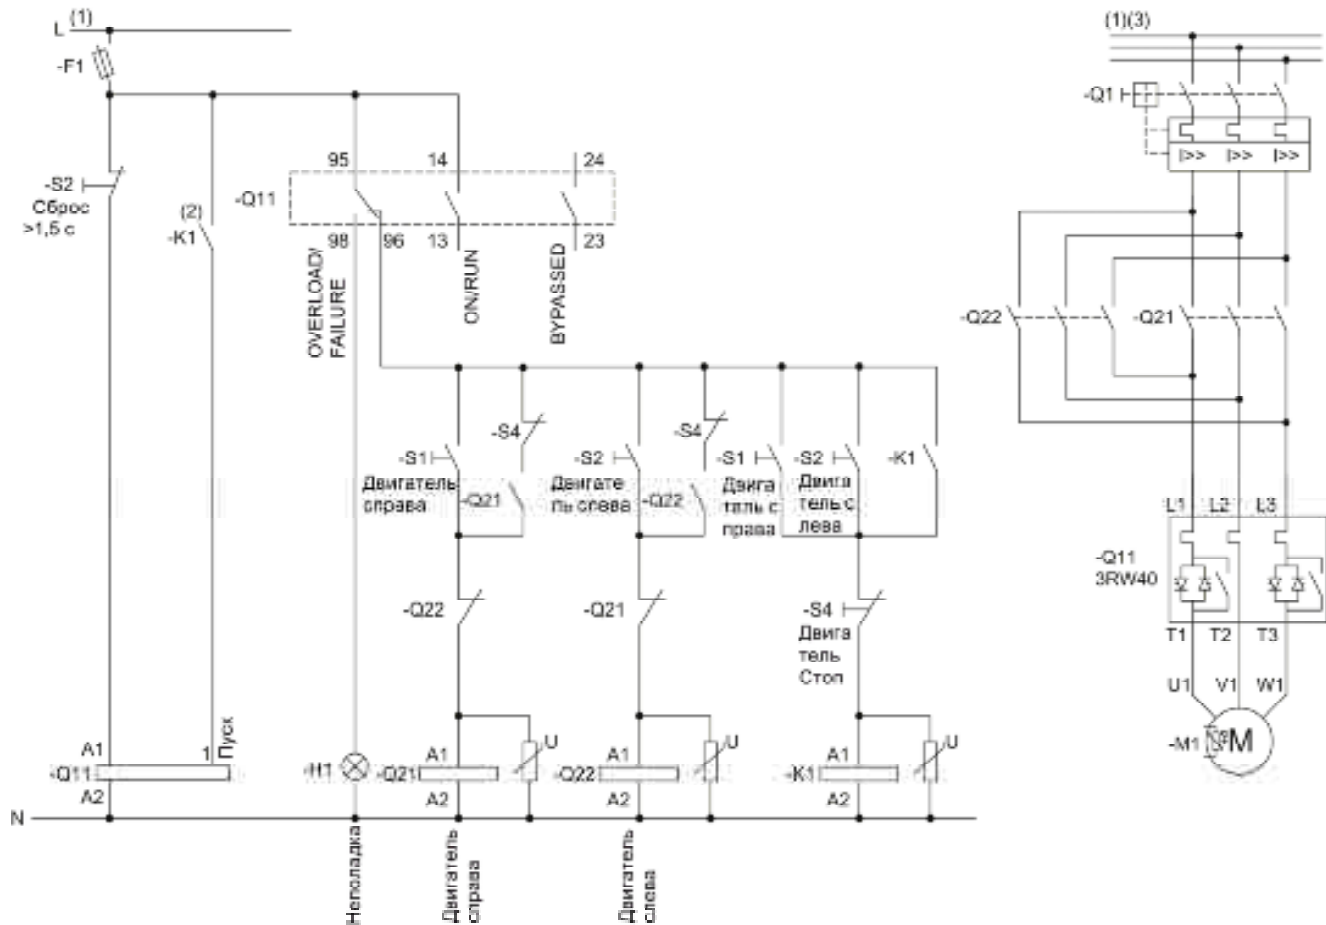 L (1)
-F1
-S2
Сброс
>1,5 с
(2)
-K1
-Q11
95
14
24
98
96
13
23
OVERLOAD/
FAILURE
ON/RUN
BYPASSED
-S4
-S4
-S1
Двигатель
справа
-Q21
-S2
Двигате
ль слева
-Q22
-S1
Двига
тель с
права
-S2
Двига
тель с
лева
-K1
-Q22
-Q21
-S4
Двига
тель
Стоп
A1
1
Пуск
-Q11
A2
-H1
A1
-Q21
A2
U
A1
-Q22
A2
U
A1
-K1
A2
U
N
Неполадка
Двигатель
справа
Двигатель
слева
(1)(3)
-Q1
I>> I>> I>>
-Q22
-Q21
L1 L2 L3
-Q11
3RW40
T1 T2 T3
U1 V1 W1
-M1
M